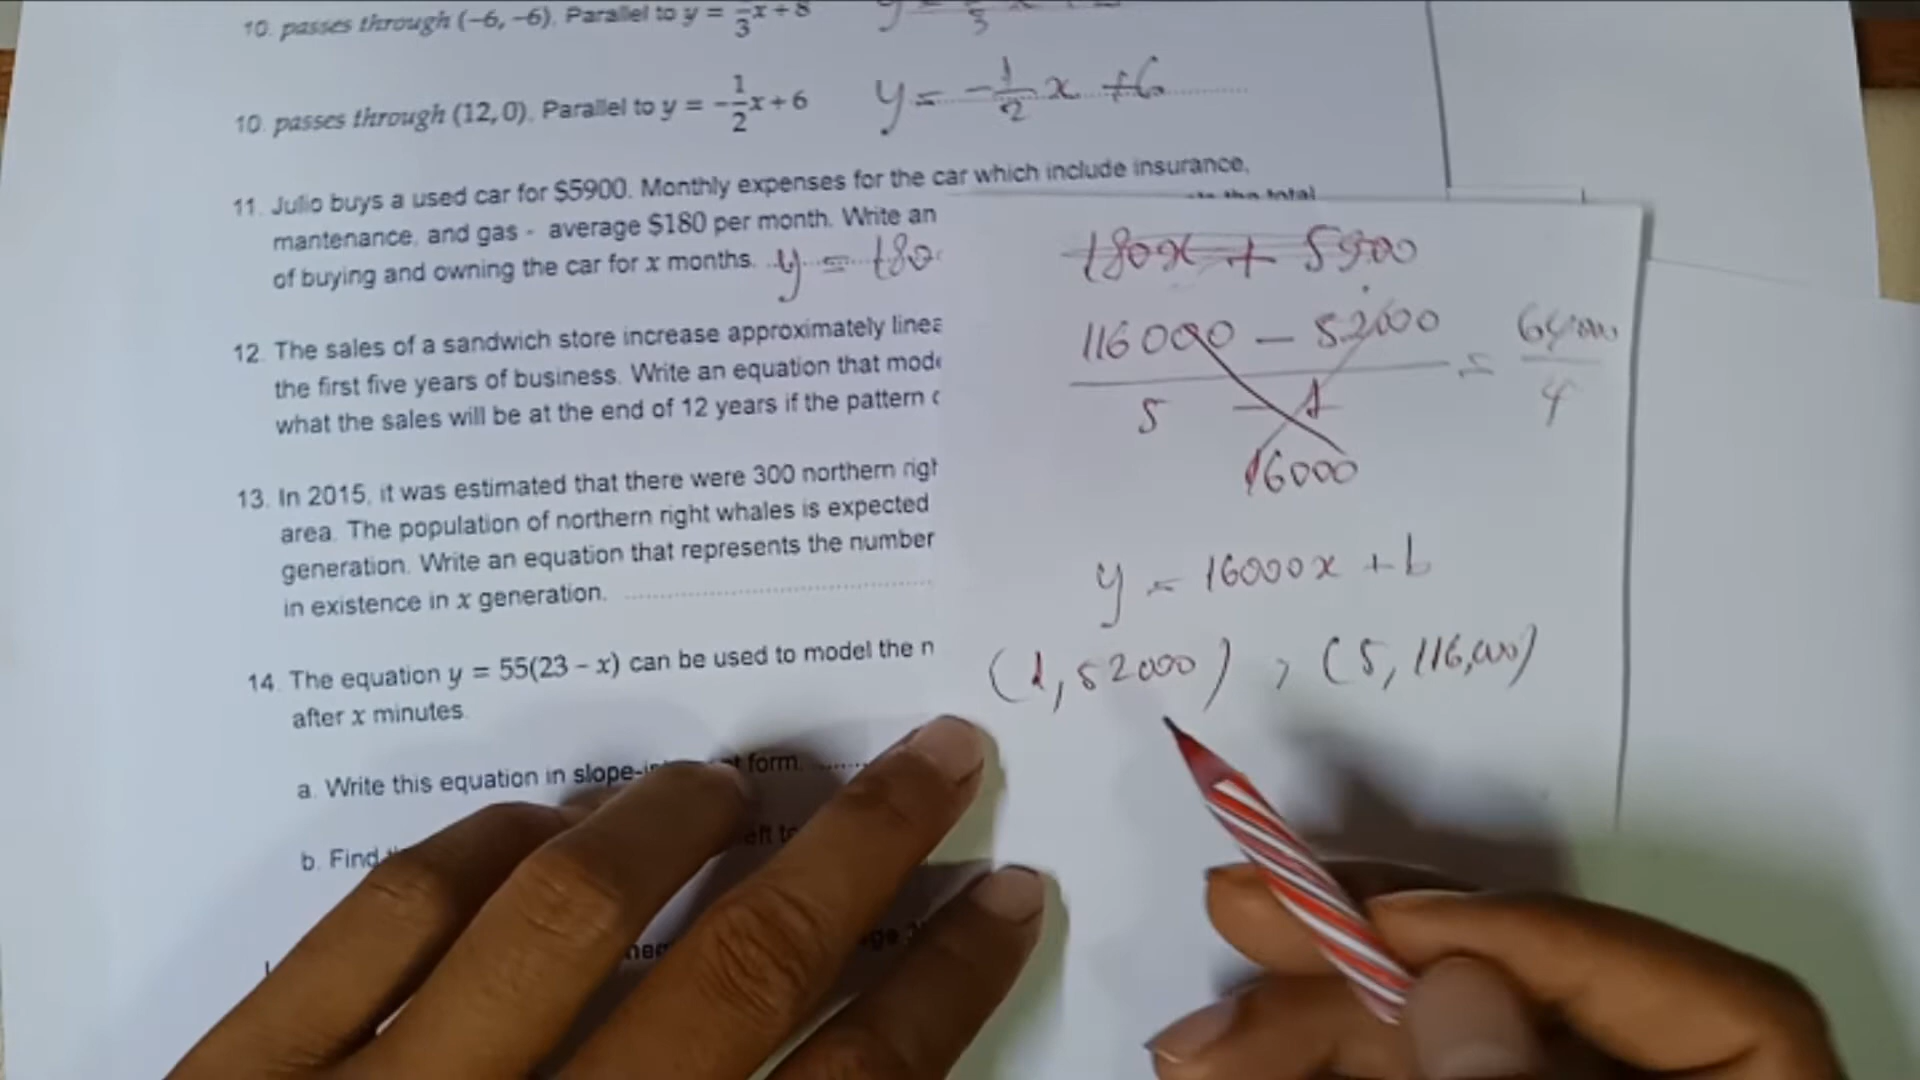 10. passes through (−6, −6), Parallel to y = 3x + 8
10. passes through (12, 0), Parallel to y = −1/2x + 6 y = −1/2 x + 6
11. Julio buys a used car for $5900. Monthly expenses for the car which include insurance,
mantenance, and gas - average $180 per month. Write an the total
of buying and owning the car for x months. y = 180
12. The sales of a sandwich store increase approximately
the first five years of business. Write an equation that
what the sales will be at the end of 12 years if the pattern
13. In 2015, it was estimated that there were 300 northern
area. The population of northern right whales is expected
generation. Write an equation that represents the number
in existence in x generation.
14. The equation y = 55(23 − x) can be used to model the n
after x minutes.
a. Write this equation in form.
b. Find
180x + 5900
116000 − 52000 / 5 − 1 = 64000 / 4
16000
y = 16000x + b
(1, 52000) , (5, 116,000)